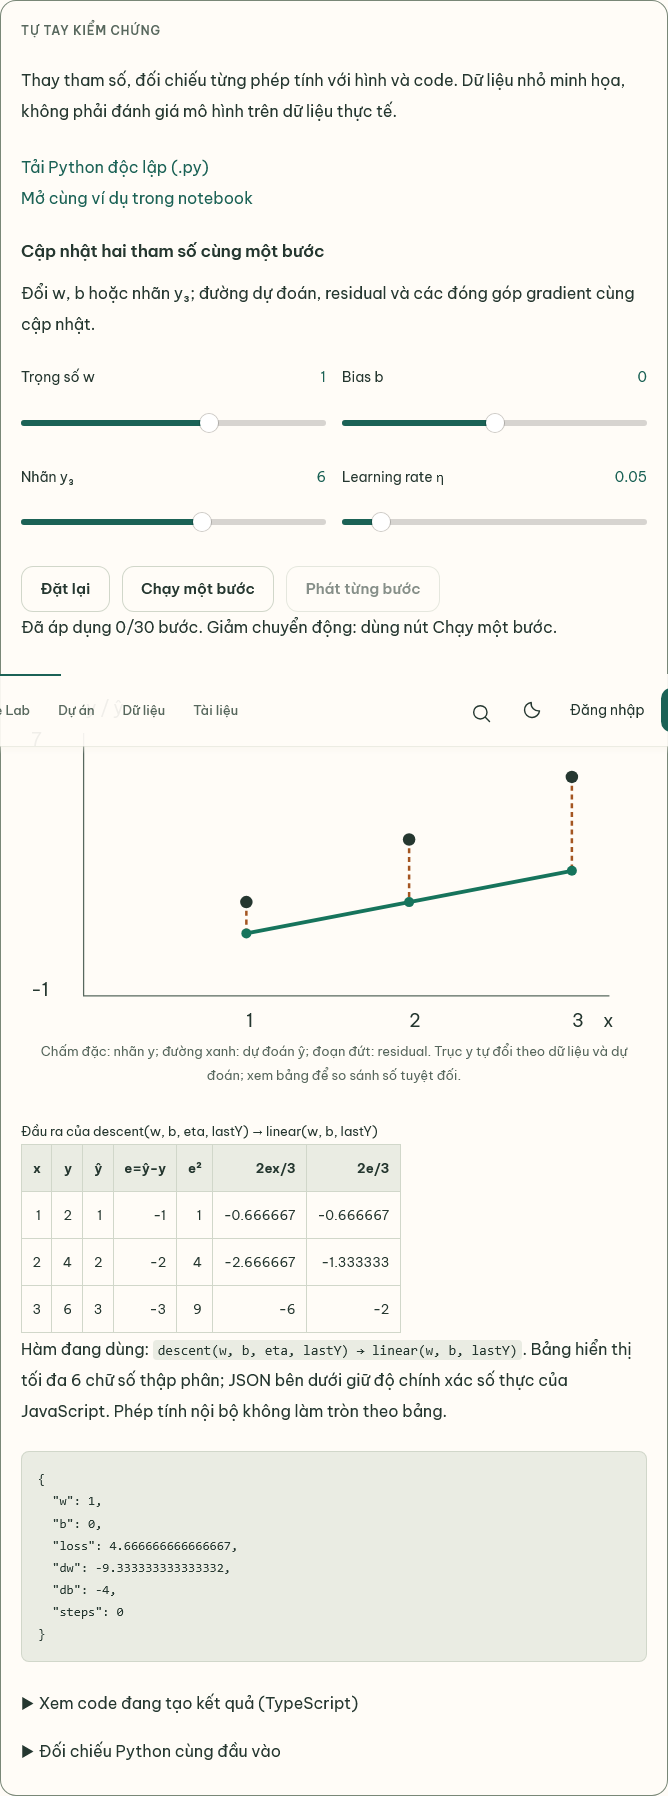 TỰ TAY KIỂM CHỨNG
Thay tham số, đối chiếu từng phép tính với hình và code. Dữ liệu nhỏ minh họa,
không phải đánh giá mô hình trên dữ liệu thực tế.
Tải Python độc lập (.py)
Mở cùng ví dụ trong notebook
Cập nhật hai tham số cùng một bước
Đổi w, b hoặc nhãn y₃; đường dự đoán, residual và các đóng góp gradient cùng
cập nhật.
Trọng số w 1 Bias b 0
Nhãn y₃ 6 Learning rate η 0.05
Đặt lại Chạy một bước Phát từng bước
Đã áp dụng 0/30 bước. Giảm chuyển động: dùng nút Chạy một bước.
Lab Dự án / ŷ Dữ liệu Tài liệu Đăng nhập
7
-1
1 2 3 x
Chấm đặc: nhãn y; đường xanh: dự đoán ŷ; đoạn đứt: residual. Trục y tự đổi theo dữ liệu và dự
đoán; xem bảng để so sánh số tuyệt đối.
Đầu ra của descent(w, b, eta, lastY) → linear(w, b, lastY)
x y ŷ e=ŷ-y e² 2ex/3 2e/3
1 2 1 -1 1 -0.666667 -0.666667
2 4 2 -2 4 -2.666667 -1.333333
3 6 3 -3 9 -6 -2
Hàm đang dùng: descent(w, b, eta, lastY) → linear(w, b, lastY). Bảng hiển thị
tối đa 6 chữ số thập phân; JSON bên dưới giữ độ chính xác số thực của
JavaScript. Phép tính nội bộ không làm tròn theo bảng.
{
"w": 1,
"b": 0,
"loss": 4.666666666666667,
"dw": -9.333333333333332,
"db": -4,
"steps": 0
}
▶ Xem code đang tạo kết quả (TypeScript)
▶ Đối chiếu Python cùng đầu vào